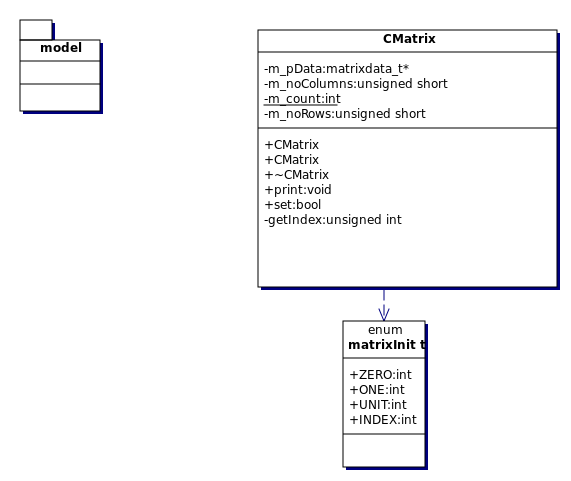 model
CMatrix
-m_pData:matrixdata_t*
-m_noColumns:unsigned short
-m_count:int
-m_noRows:unsigned short
+CMatrix
+CMatrix
+~CMatrix
+print:void
+set:bool
-getIndex:unsigned int
enum
matrixInit t
+ZERO:int
+ONE:int
+UNIT:int
+INDEX:int